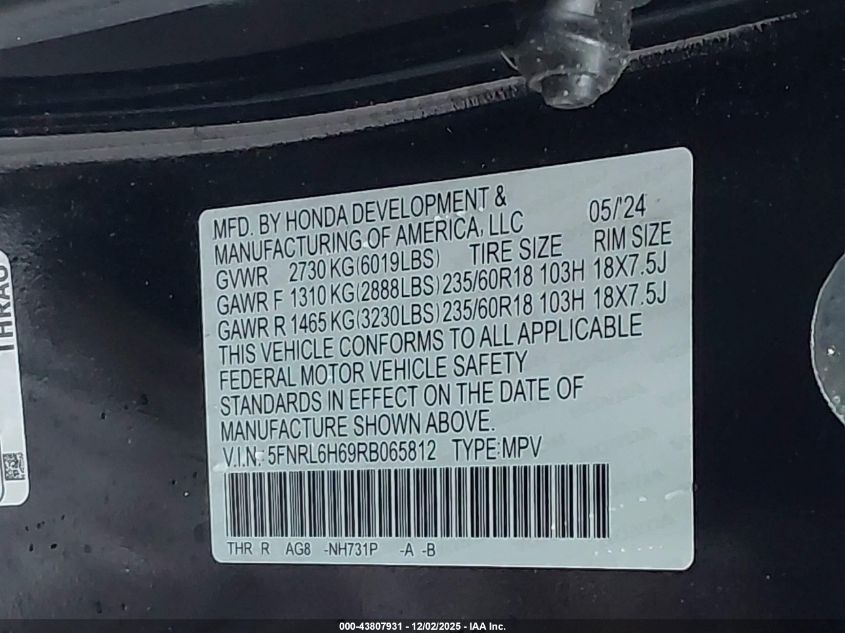 MFD. BY HONDA DEVELOPMENT & 05/'24
MANUFACTURING OF AMERICA, LLC
GVWR 2730 KG (6019LBS) TIRE SIZE RIM SIZE
GAWR F 1310 KG (2888LBS) 235/60R18 103H 18X7.5J
GAWR R 1465 KG (3230LBS) 235/60R18 103H 18X7.5J
THIS VEHICLE CONFORMS TO ALL APPLICABLE
FEDERAL MOTOR VEHICLE SAFETY
STANDARDS IN EFFECT ON THE DATE OF
MANUFACTURE SHOWN ABOVE.
V.I.N: 5FNRL6H69RB065812 TYPE:MPV
THR R AG8 -NH731P -A -B
THRAG
000-43807931 - 12/02/2025 - IAA Inc.